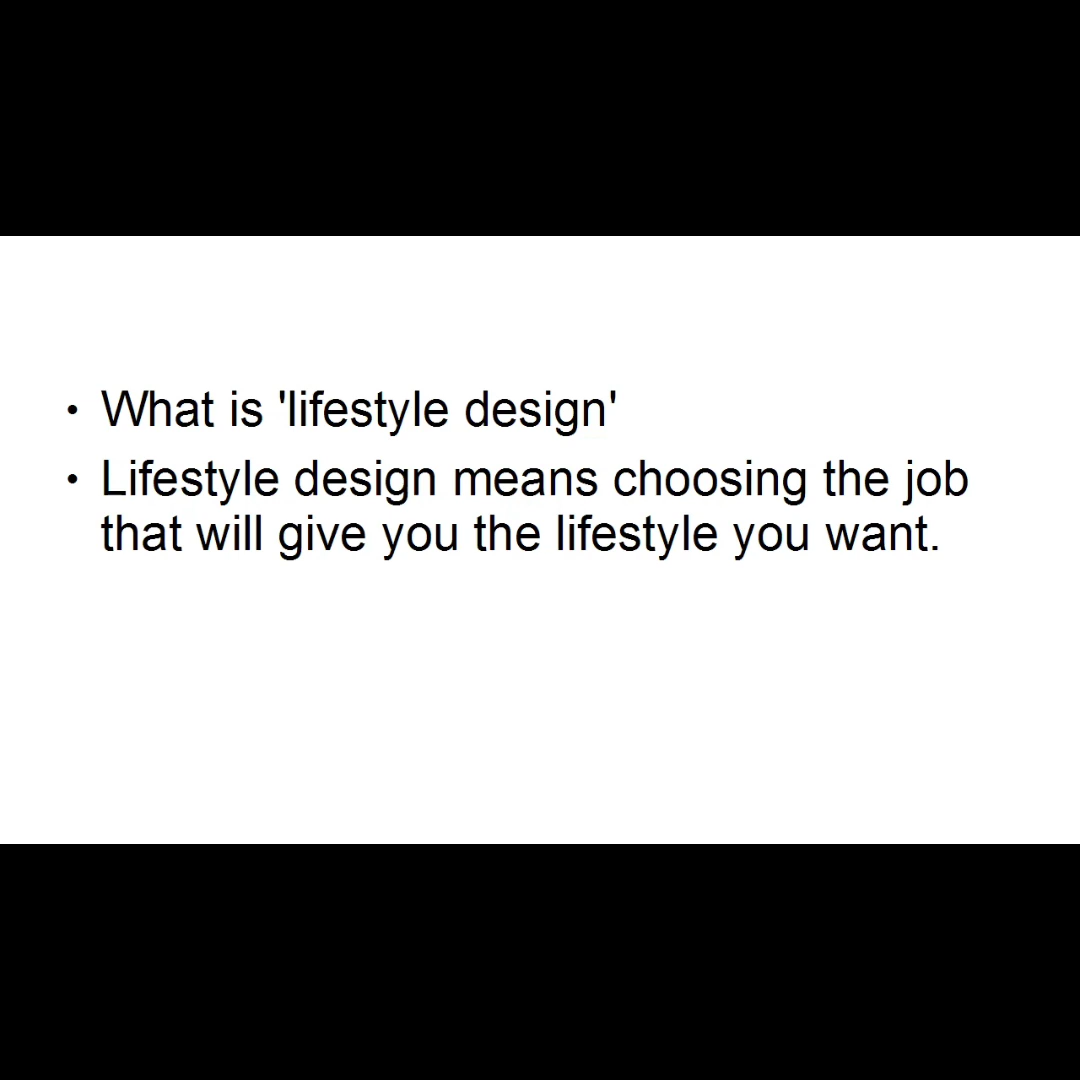 • What is 'lifestyle design'
• Lifestyle design means choosing the job
that will give you the lifestyle you want.